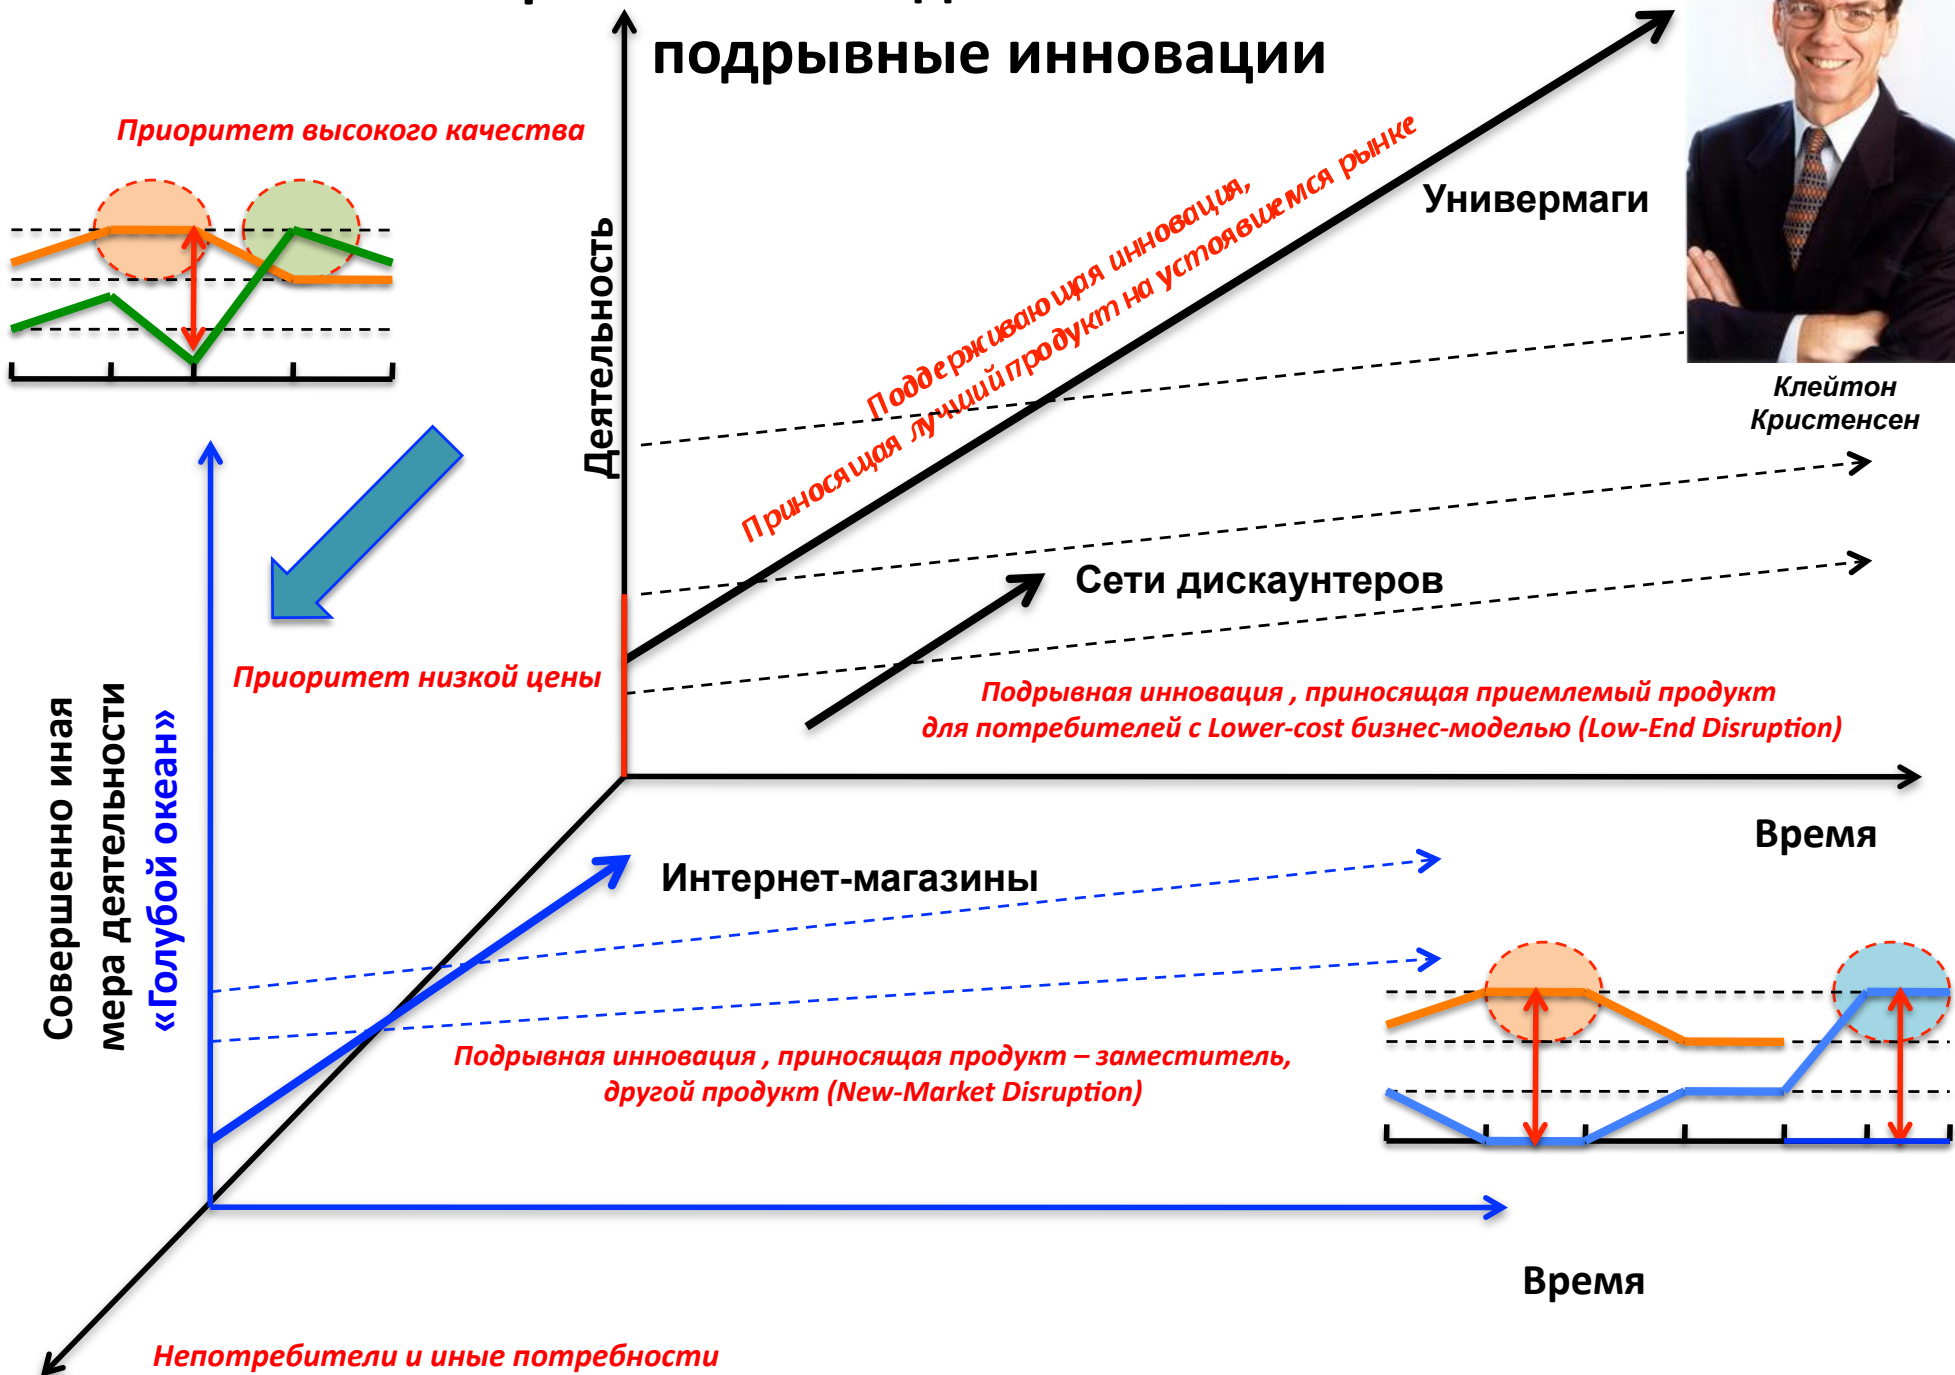 подрывные инновации
Приоритет высокого качества
Деятельность
Поддерживающая инновация,
Приносящая лучший продукт на устоявшемся рынке
Универмаги
Клейтон
Кристенсен
Сети дискаунтеров
Приоритет низкой цены
Подрывная инновация , приносящая приемлемый продукт
для потребителей с Lower-cost бизнес-моделью (Low-End Disruption)
Время
Совершенно иная
мера деятельности
«Голубой океан»
Интернет-магазины
Подрывная инновация , приносящая продукт – заместитель,
другой продукт (New-Market Disruption)
Время
Непотребители и иные потребности